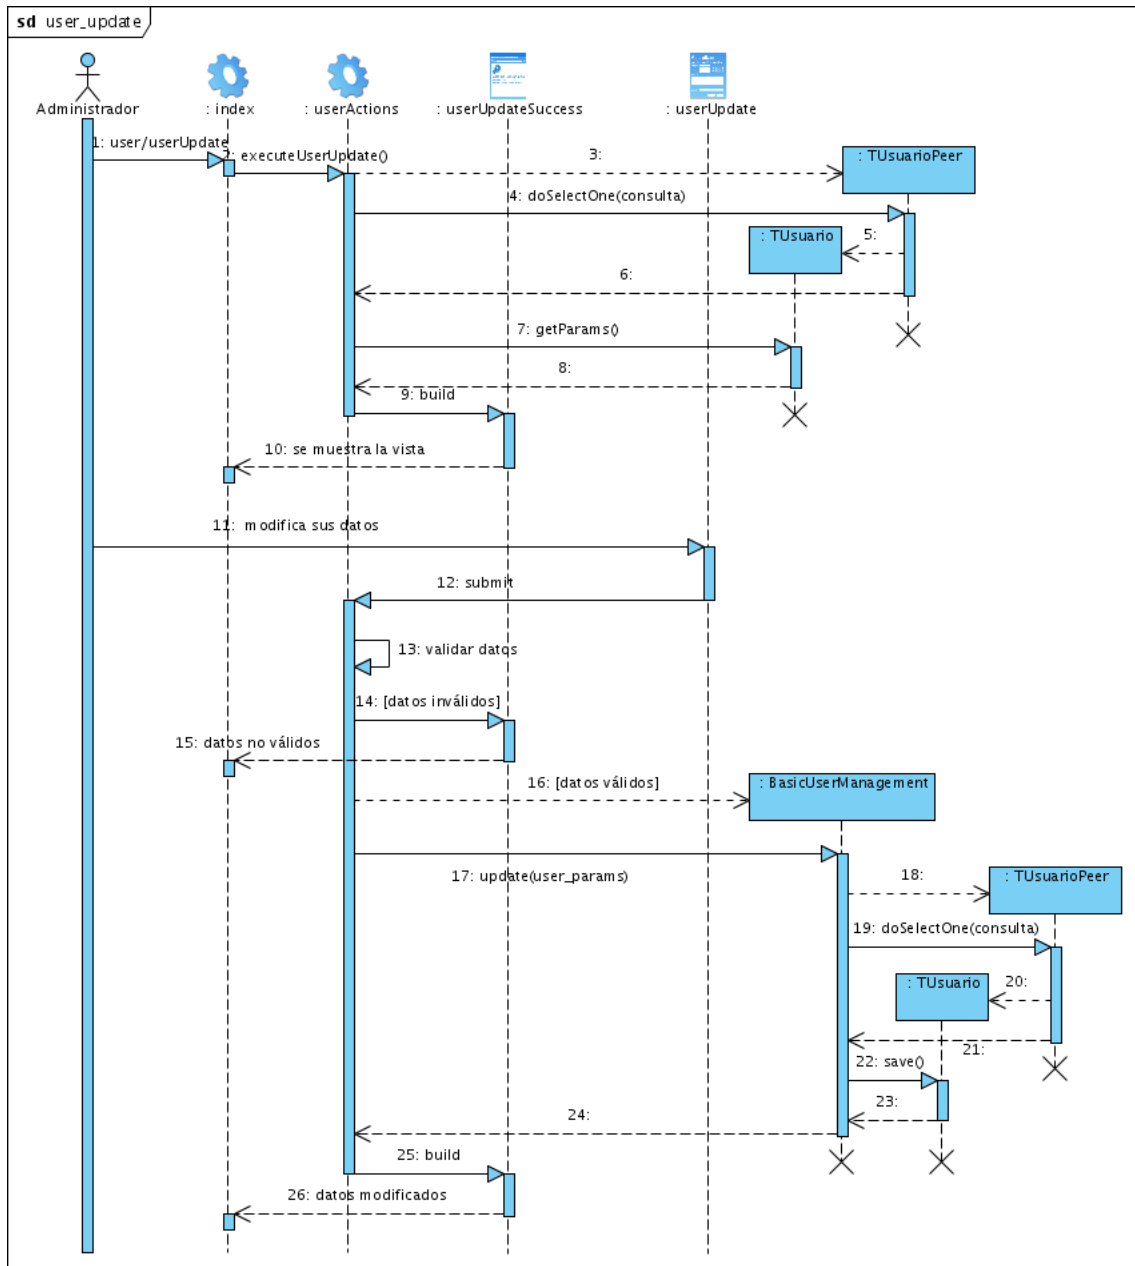 sd user_update
Administrador
: index
: userActions
: userUpdateSuccess
: userUpdate
1: user/userUpdate
2: executeUserUpdate()
3:
: TUsuarioPeer
4: doSelectOne(consulta)
: TUsuario
5:
6:
7: getParams()
8:
9: build
10: se muestra la vista
11: modifica sus datos
12: submit
13: validar datos
14: [datos inválidos]
15: datos no válidos
16: [datos válidos]
: BasicUserManagement
17: update(user_params)
18:
: TUsuarioPeer
19: doSelectOne(consulta)
: TUsuario
20:
21:
22: save()
23:
24:
25: build
26: datos modificados